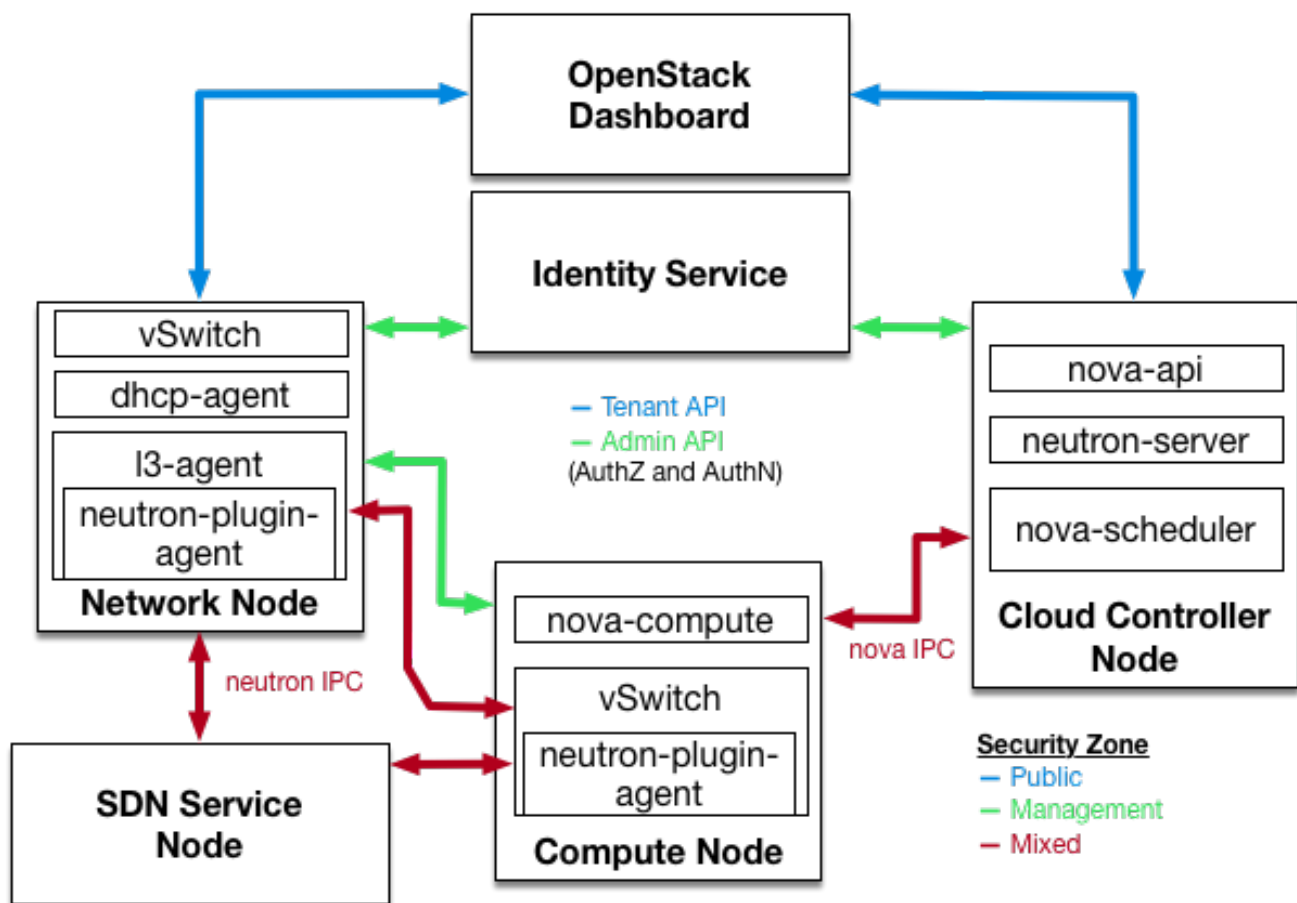 OpenStack
Dashboard
Identity Service
vSwitch
dhcp-agent
l3-agent
neutron-plugin-
agent
Network Node
— Tenant API
— Admin API
(AuthZ and AuthN)
nova-api
neutron-server
nova-scheduler
Cloud Controller
Node
neutron IPC
nova IPC
nova-compute
vSwitch
neutron-plugin-
agent
Compute Node
SDN Service
Node
Security Zone
— Public
— Management
— Mixed